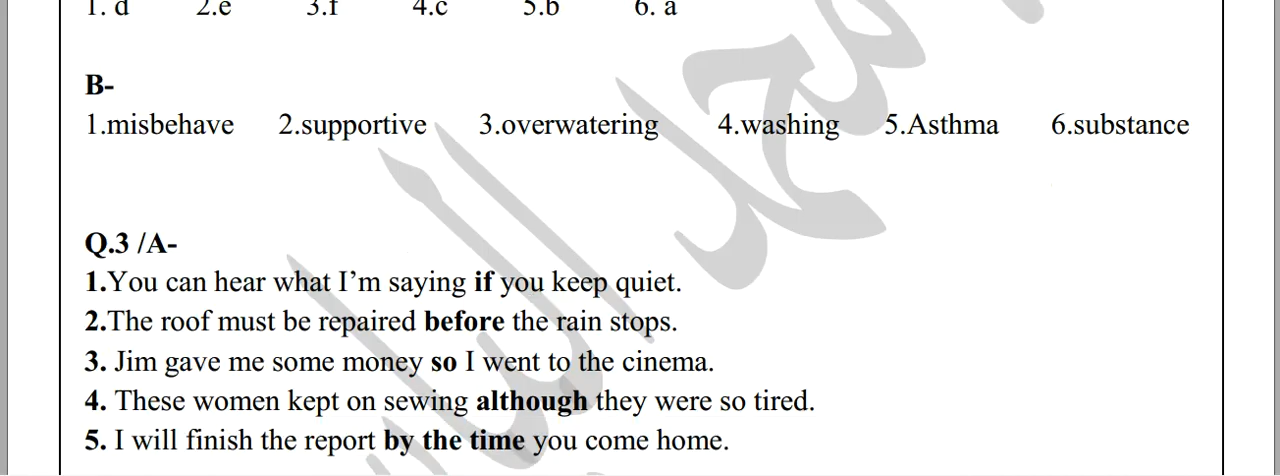 1. d 2.e 3.f 4.c 5.b 6. a
B-
1.misbehave 2.supportive 3.overwatering 4.washing 5.Asthma 6.substance
Q.3 /A-
1.You can hear what I’m saying if you keep quiet.
2.The roof must be repaired before the rain stops.
3. Jim gave me some money so I went to the cinema.
4. These women kept on sewing although they were so tired.
5. I will finish the report by the time you come home.